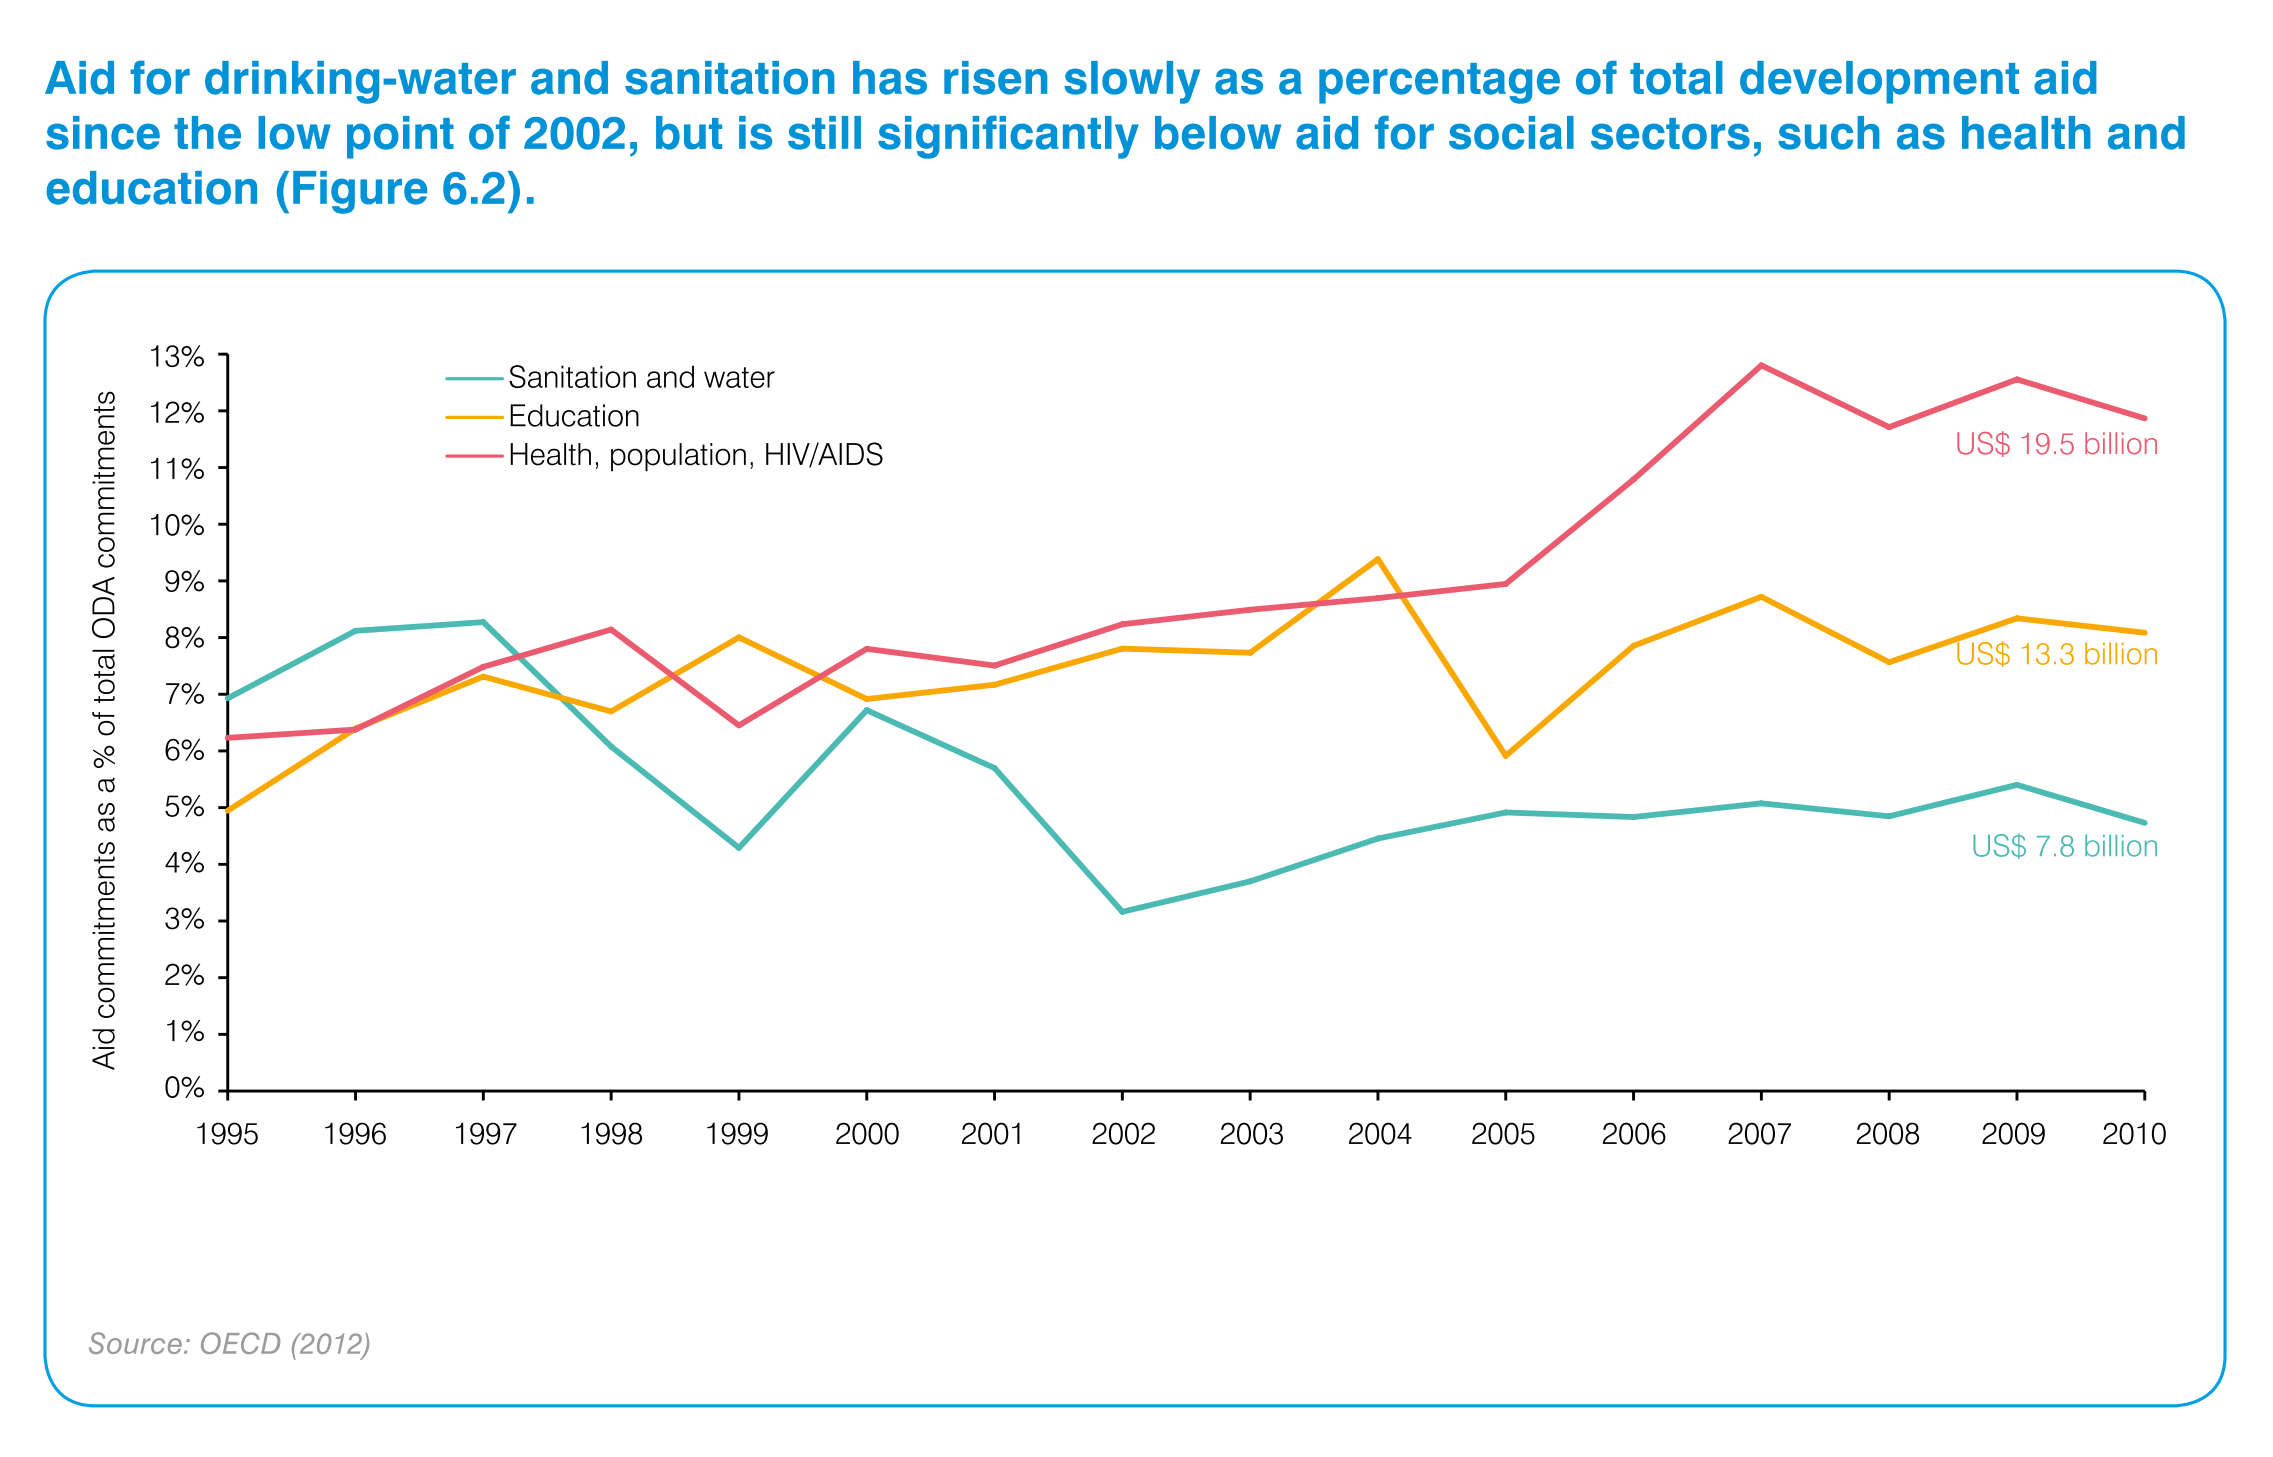 Aid for drinking-water and sanitation has risen slowly as a percentage of total development aid
since the low point of 2002, but is still significantly below aid for social sectors, such as health and
education (Figure 6.2).
Aid commitments as a % of total ODA commitments
13%
12%
11%
10%
9%
8%
7%
6%
5%
4%
3%
2%
1%
0%
Sanitation and water
Education
Health, population, HIV/AIDS
US$ 19.5 billion
US$ 13.3 billion
US$ 7.8 billion
1995 1996 1997 1998 1999 2000 2001 2002 2003 2004 2005 2006 2007 2008 2009 2010
Source: OECD (2012)